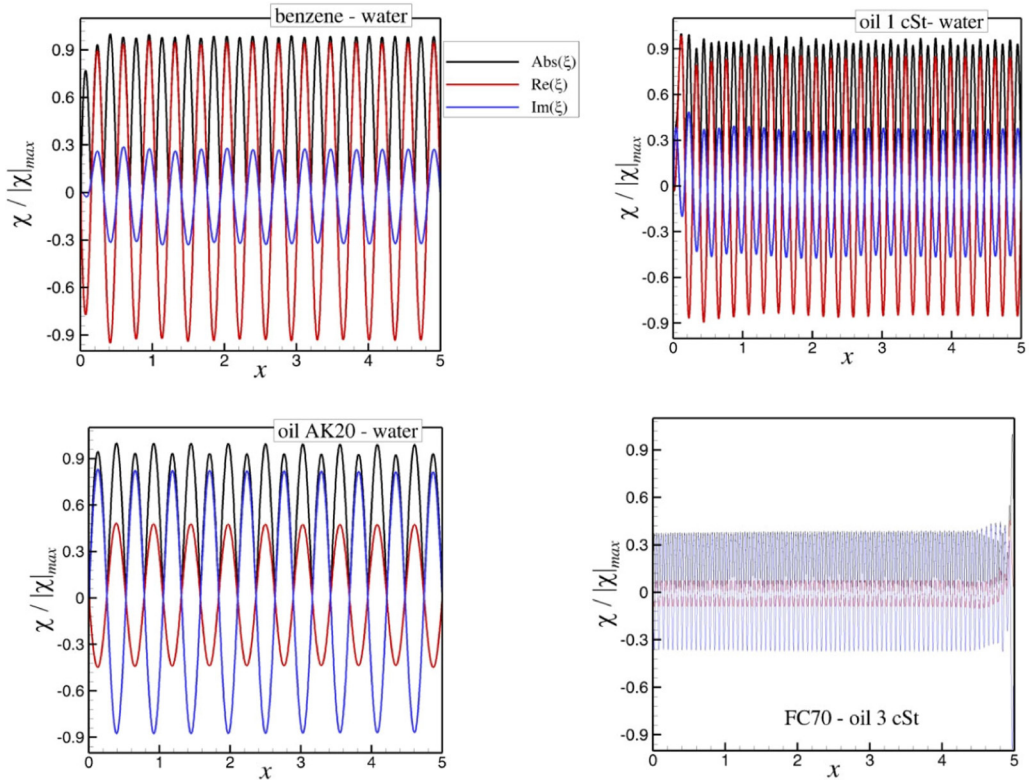 benzene - water
0.9
0.6
0.3
0
-0.3
-0.6
-0.9
χ / |χ|max
0 1 2 3 4 5
x
Abs(ξ)
Re(ξ)
Im(ξ)
oil 1 cSt- water
0.9
0.6
0.3
0
-0.3
-0.6
-0.9
χ / |χ|max
0 1 2 3 4 5
x
oil AK20 - water
0.9
0.6
0.3
0
-0.3
-0.6
-0.9
χ / |χ|max
0 1 2 3 4 5
x
0.9
0.6
0.3
0
-0.3
-0.6
-0.9
χ / |χ|max
FC70 - oil 3 cSt
0 1 2 3 4 5
x